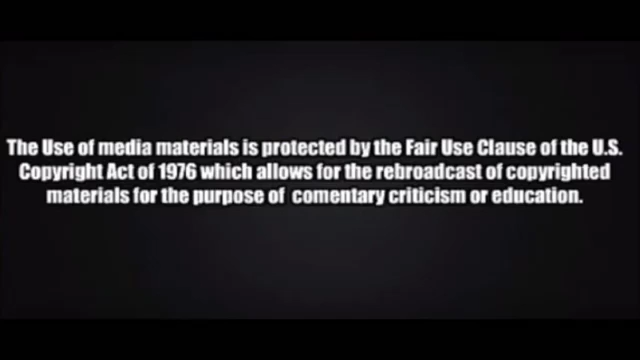 The Use of media materials is protected by the Fair Use Clause of the U.S.
Copyright Act of 1976 which allows for the rebroadcast of copyrighted
materials for the purpose of comentary criticism or education.